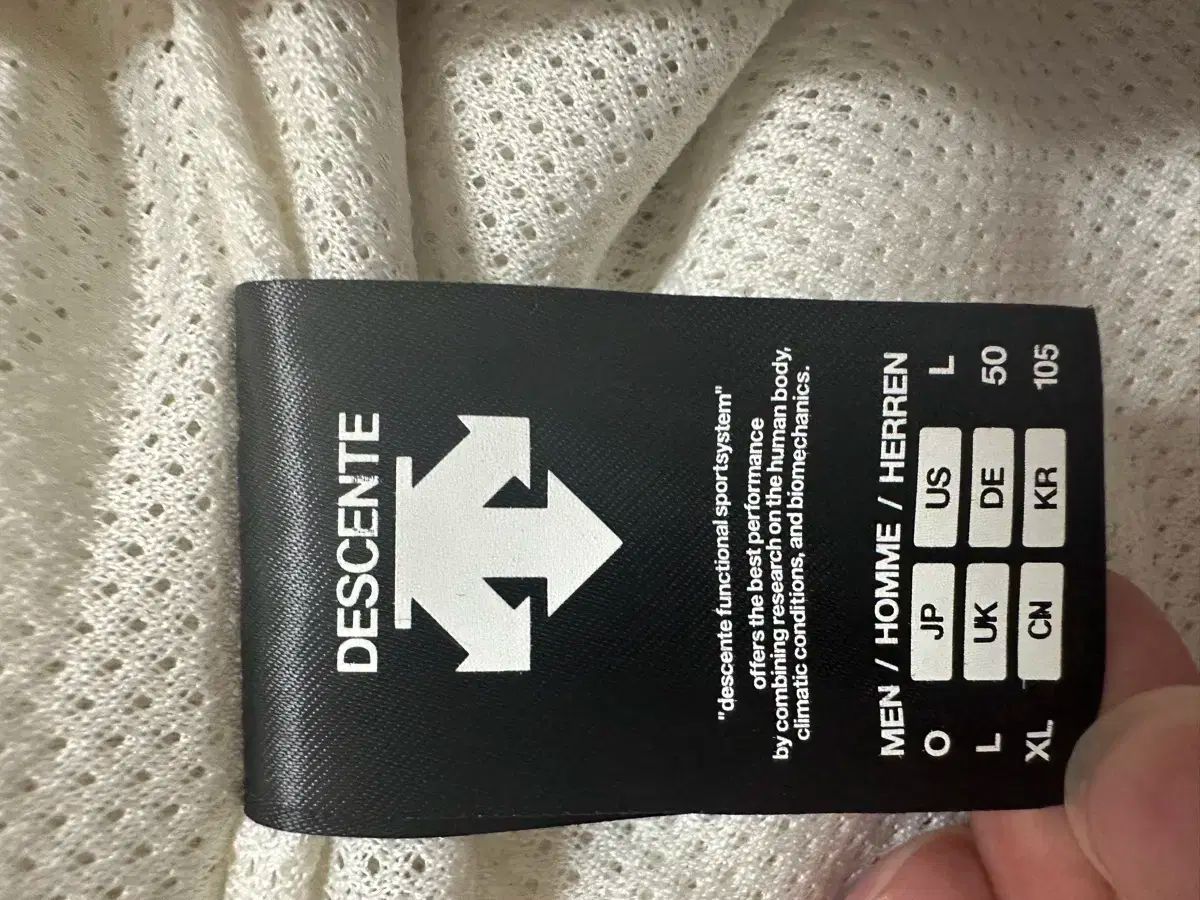 DESCENTE
"descente functional sportsystem"
offers the best performance
by combining research on the human body,
climatic conditions, and biomechanics.
MEN / HOMME / HERREN
O JP US L
L UK DE 50
XL CN KR 105